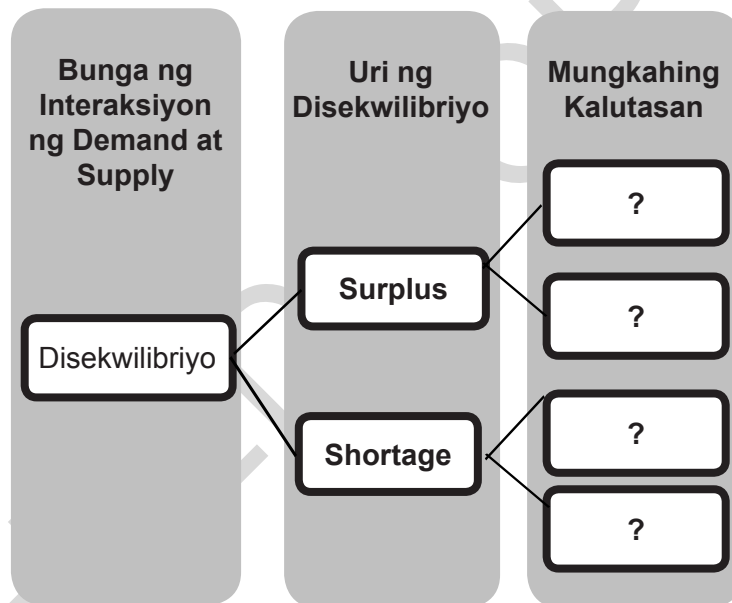 Bunga ng
Interaksiyon
ng Demand at
Supply
Uri ng
Disekwilibriyo
Mungkahing
Kalutasan
Disekwilibriyo
Surplus
Shortage
?
?
?
?